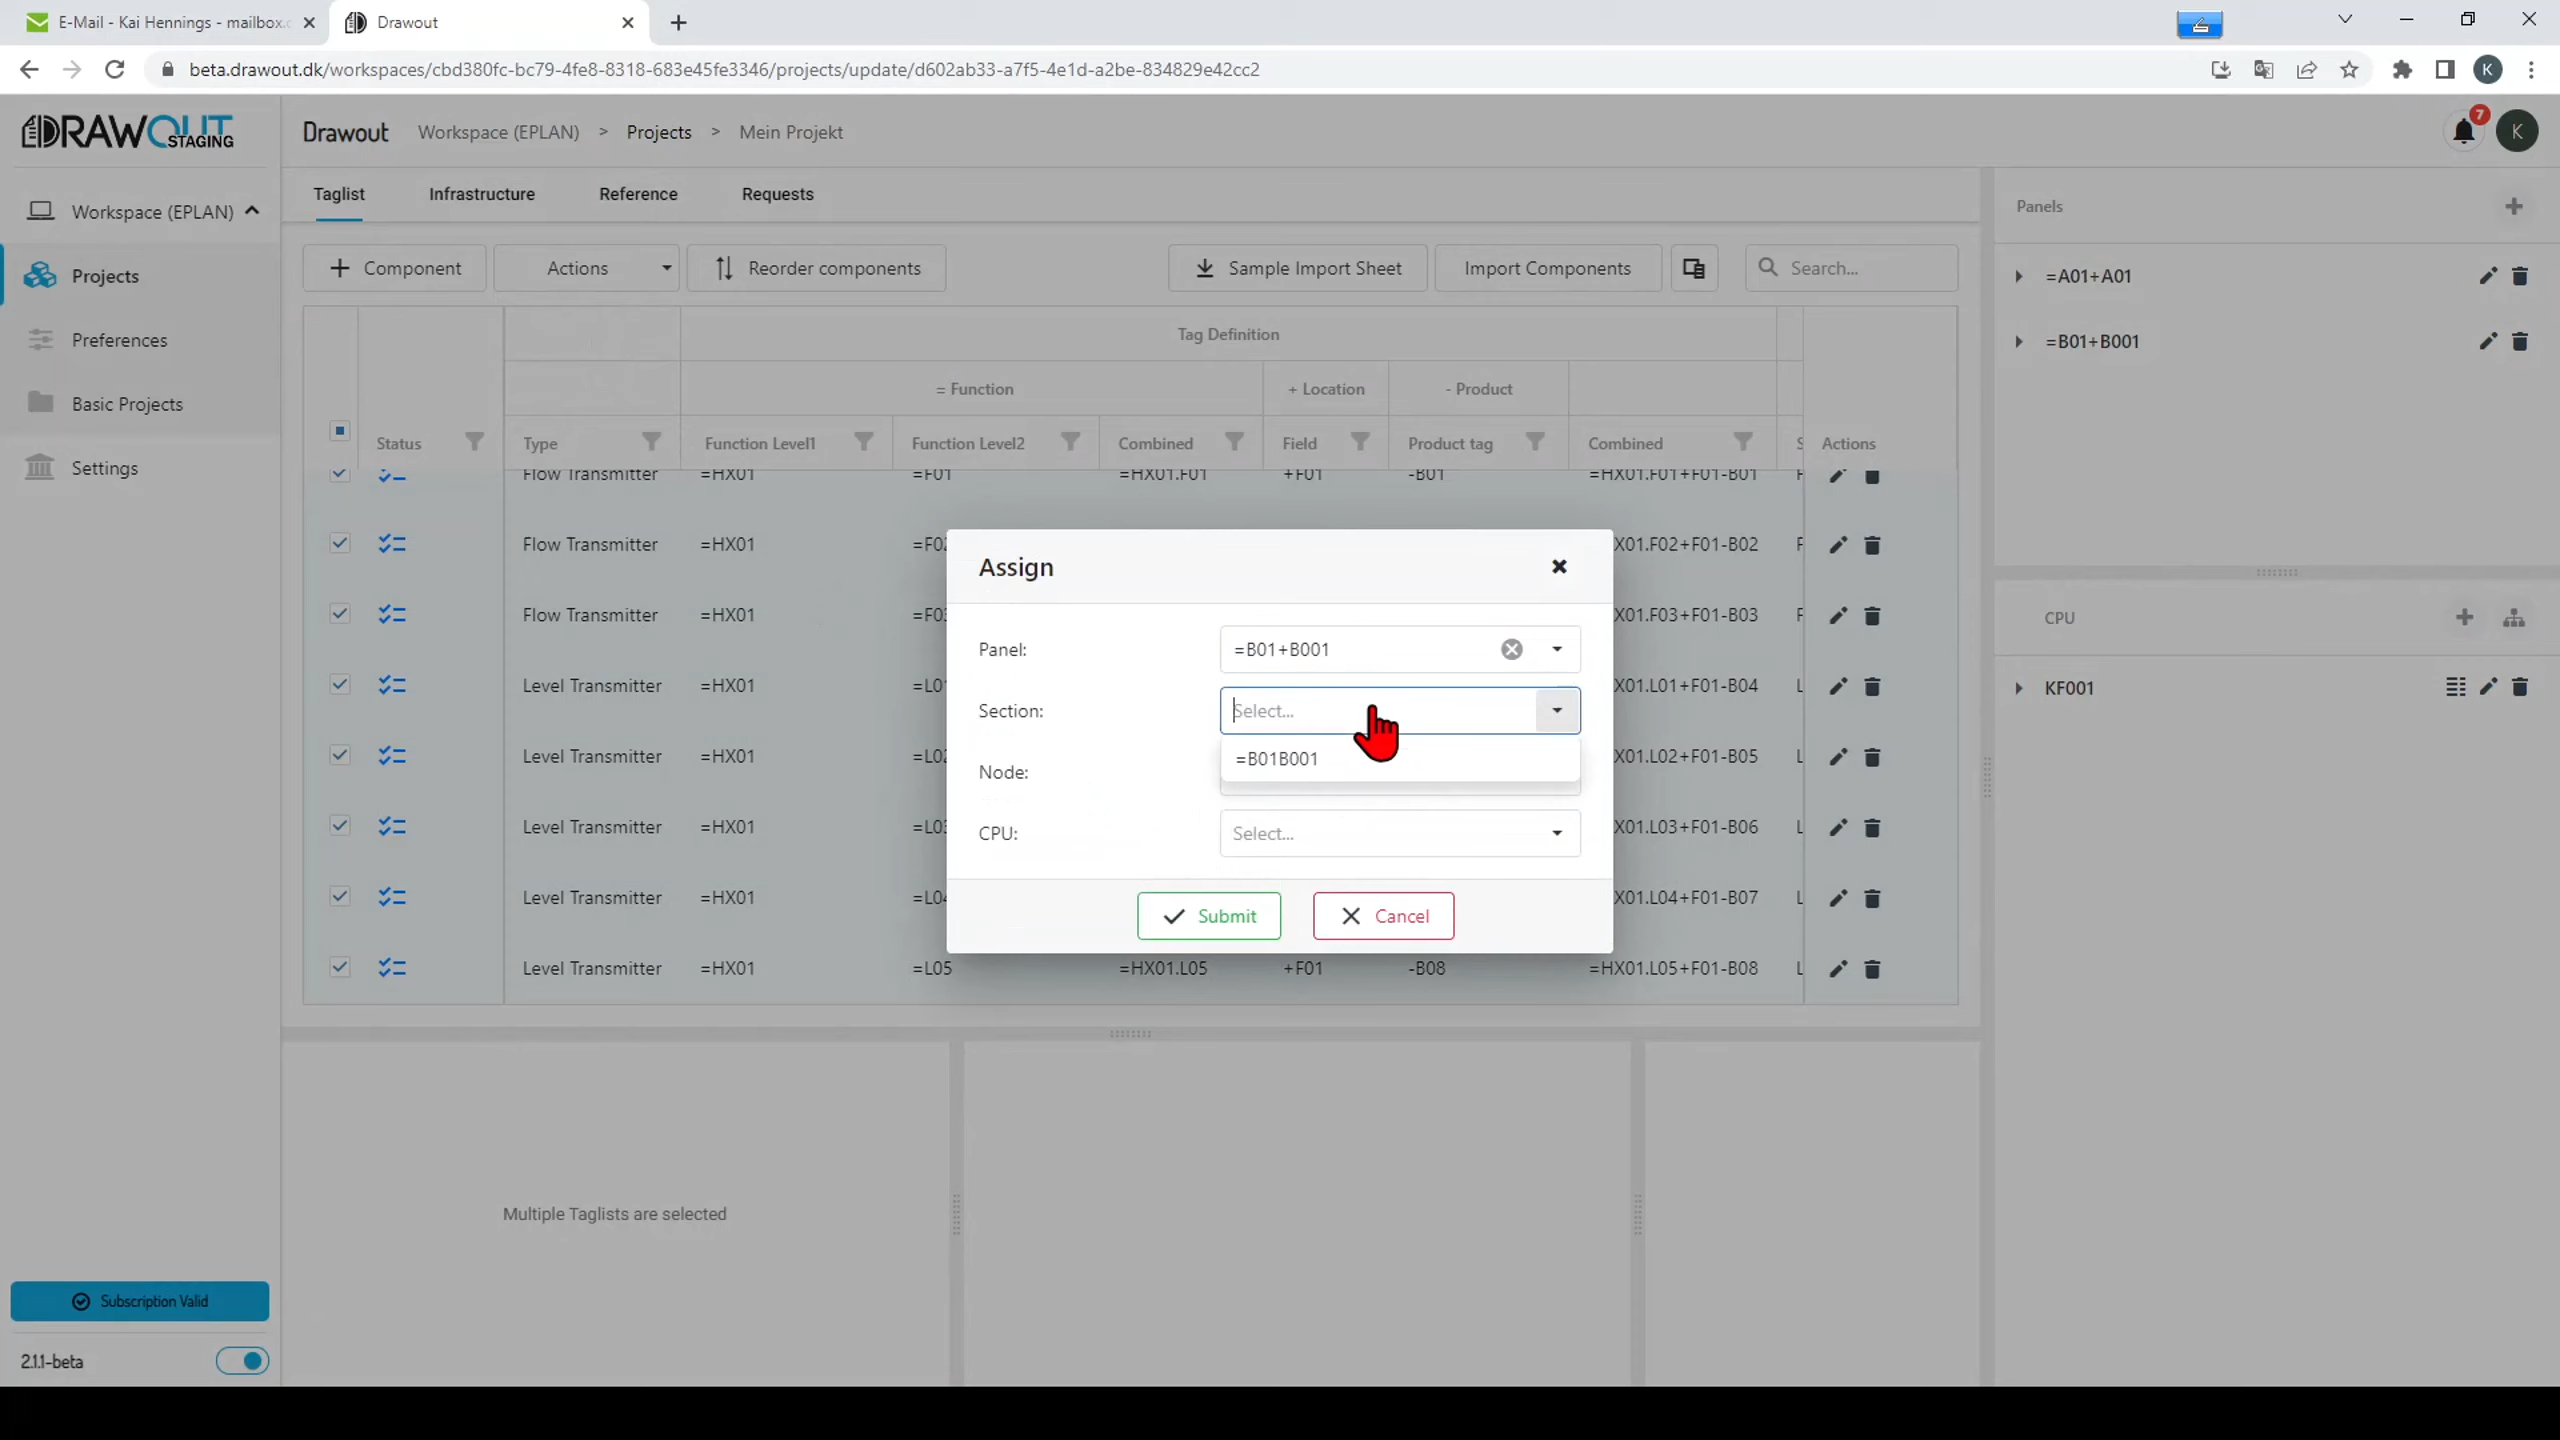 E-Mail - Kai Hennings - mailbox.
Drawout
beta.drawout.dk/workspaces/cbd380fc-bc79-4fe8-8318-683e45fe3346/projects/update/d602ab33-a7f5-4e1d-a2be-834829e42cc2
K
DRAWOUT
STAGING
Drawout Workspace (EPLAN) > Projects > Mein Projekt
7
K
Workspace (EPLAN)
Projects
Preferences
Basic Projects
Settings
Taglist Infrastructure Reference Requests
Component Actions Reorder components Sample Import Sheet Import Components Search...
Tag Definition
= Function + Location - Product
Status Type Function Level1 Function Level2 Combined Field Product tag Combined S Actions
Flow Transmitter =HX01 =F01 =HX01.F01 +F01 -B01 =HX01.F01+F01-B01 F
Flow Transmitter =HX01 =F02 X01.F02+F01-B02 F
Flow Transmitter =HX01 =F03 X01.F03+F01-B03 F
Level Transmitter =HX01 =L01 X01.L01+F01-B04 L
Level Transmitter =HX01 =L02 X01.L02+F01-B05 L
Level Transmitter =HX01 =L03 X01.L03+F01-B06 L
Level Transmitter =HX01 =L04 X01.L04+F01-B07 L
Level Transmitter =HX01 =L05 =HX01.L05 +F01 -B08 =HX01.L05+F01-B08 L
Assign
Panel: =B01+B001
Section: Select...
=B01B001
Node:
CPU: Select...
Submit Cancel
Multiple Taglists are selected
Panels
=A01+A01
=B01+B001
CPU
KF001
Subscription Valid
2.1.1-beta